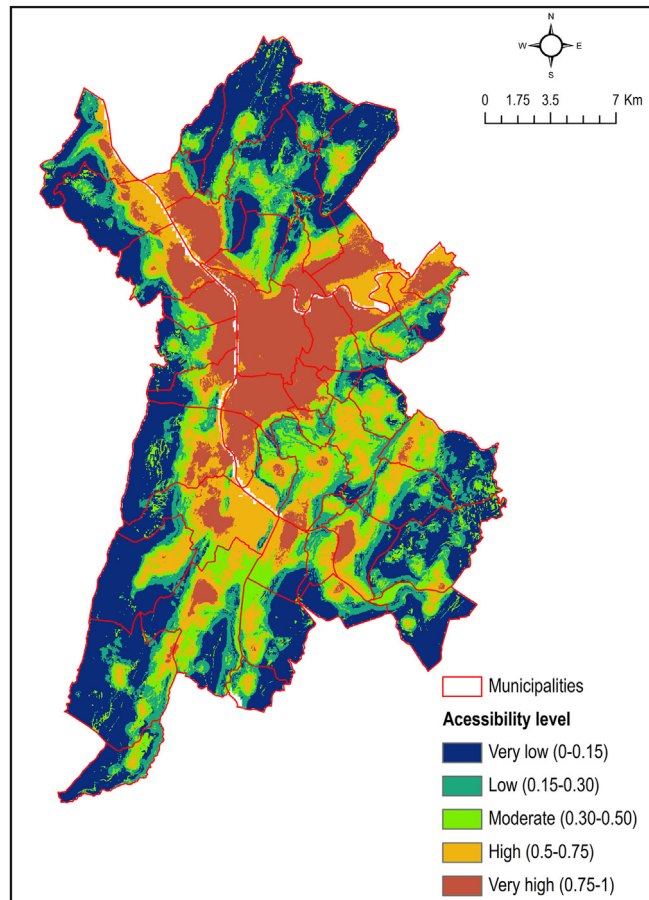 N
W E
S
0 1.75 3.5 7 Km
Municipalities
Acessibility level
Very low (0-0.15)
Low (0.15-0.30)
Moderate (0.30-0.50)
High (0.5-0.75)
Very high (0.75-1)